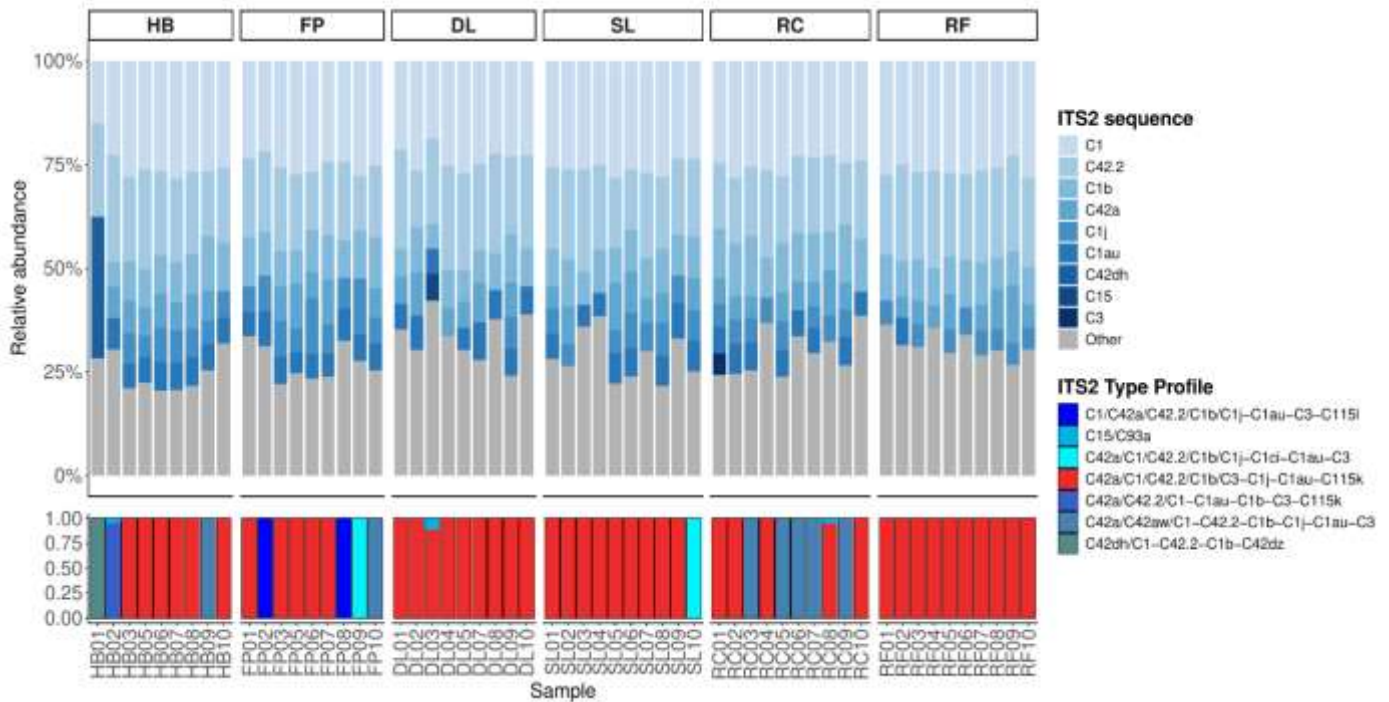 HB
FP
DL
SL
RC
RF
100%
75%
50%
25%
0%
Relative abundance
1.00
0.75
0.50
0.25
0.00
HB01
HB02
HB03
HB05
HB06
HB07
HB08
HB09
HB10
FP01
FP02
FP03
FP05
FP06
FP07
FP08
FP09
FP10
DL01
DL02
DL03
DL04
DL05
DL07
DL08
DL09
DL10
SL01
SL02
SL03
SL04
SL05
SL06
SL07
SL08
SL09
SL10
RC01
RC02
RC03
RC04
RC05
RC06
RC07
RC08
RC09
RC10
RF01
RF02
RF03
RF04
RF05
RF06
RF07
RF08
RF09
RF10
Sample
ITS2 sequence
C1
C42.2
C1b
C42a
C1j
C1au
C42dh
C15
C3
Other
ITS2 Type Profile
C1/C42a/C42.2/C1b/C1j−C1au−C3−C115l
C15/C93a
C42a/C1/C42.2/C1b/C1j−C1ci−C1au−C3
C42a/C1/C42.2/C1b/C3−C1j−C1au−C115k
C42a/C42.2/C1−C1au−C1b−C3−C115k
C42a/C42aw/C1−C42.2−C1b−C1j−C1au−C3
C42dh/C1−C42.2−C1b−C42dz